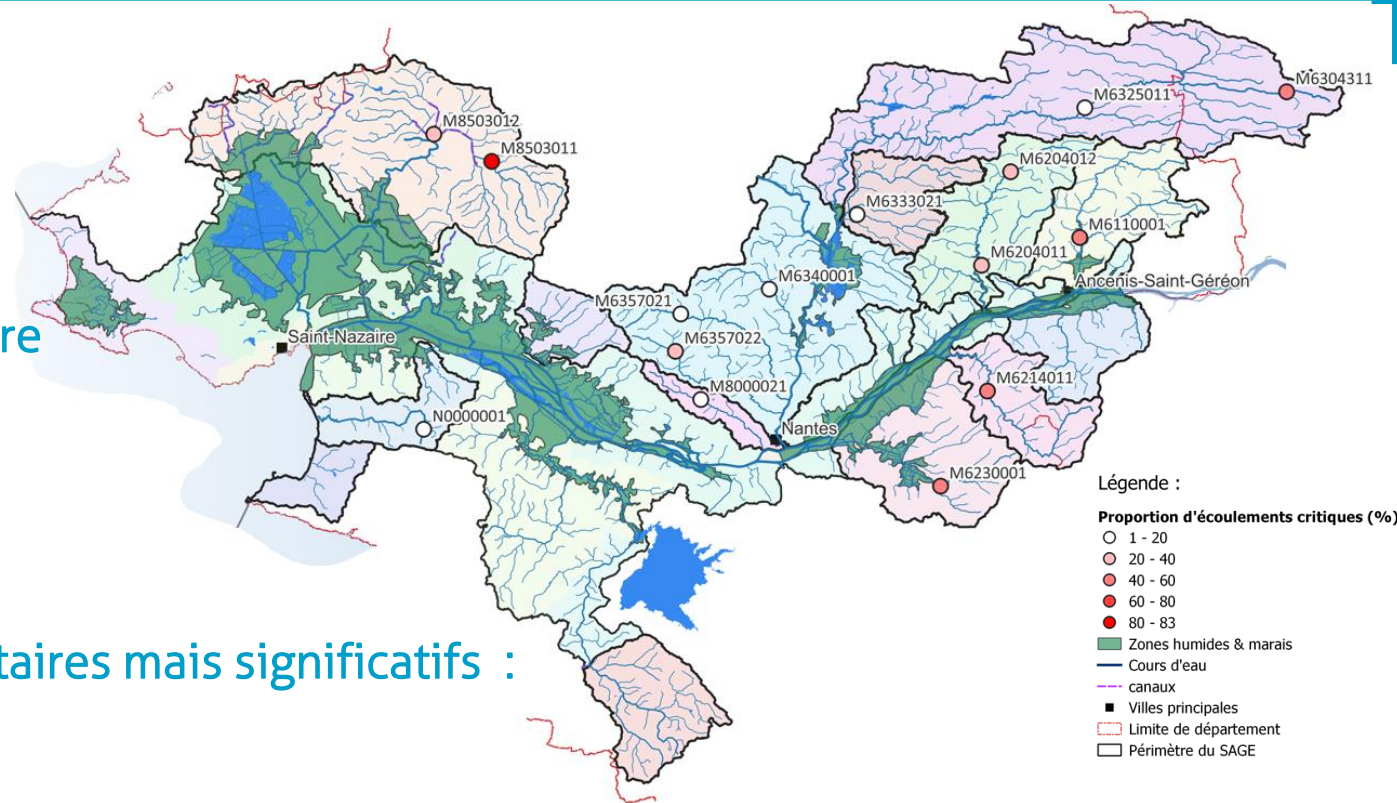 M6304311
M6325011
M8503012
M8503011
M6204012
M6333021
M6110001
M6204011
M6340001
Ancenis-Saint-Géréon
M6357021
re
Saint-Nazaire
M6357022
M6214011
M8000021
N0000001
Nantes
M6230001
Légende :
Proportion d'écoulements critiques (%)
1 - 20
20 - 40
40 - 60
60 - 80
80 - 83
Zones humides & marais
Cours d'eau
canaux
Villes principales
Limite de département
Périmètre du SAGE
taires mais significatifs :